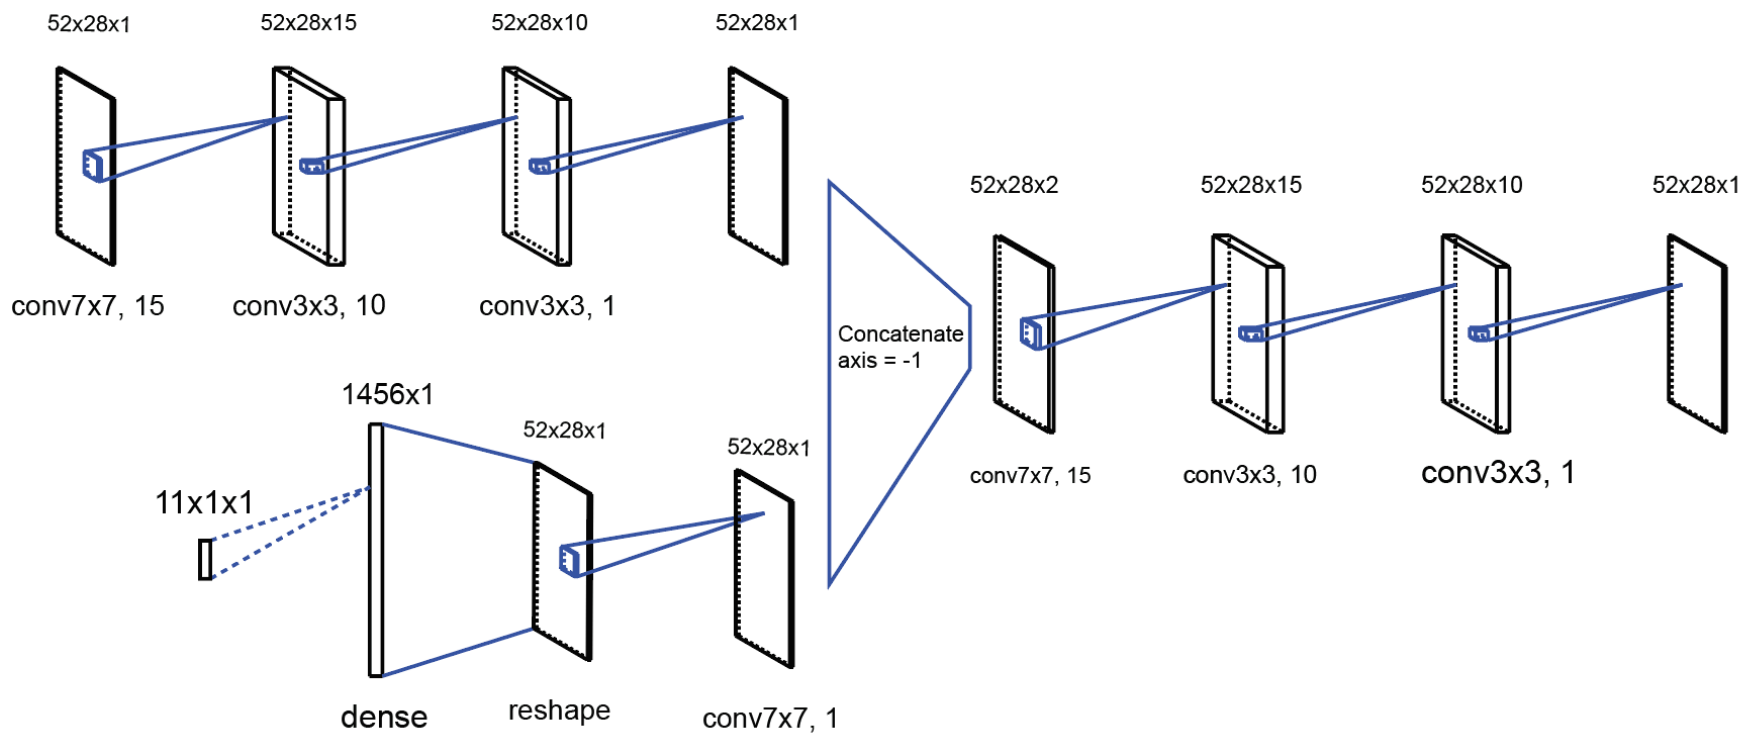 52x28x1
52x28x15
52x28x10
52x28x1
conv7x7, 15
conv3x3, 10
conv3x3, 1
11x1x1
1456x1
dense
52x28x1
reshape
52x28x1
conv7x7, 1
Concatenate
axis = -1
52x28x2
52x28x15
52x28x10
52x28x1
conv7x7, 15
conv3x3, 10
conv3x3, 1